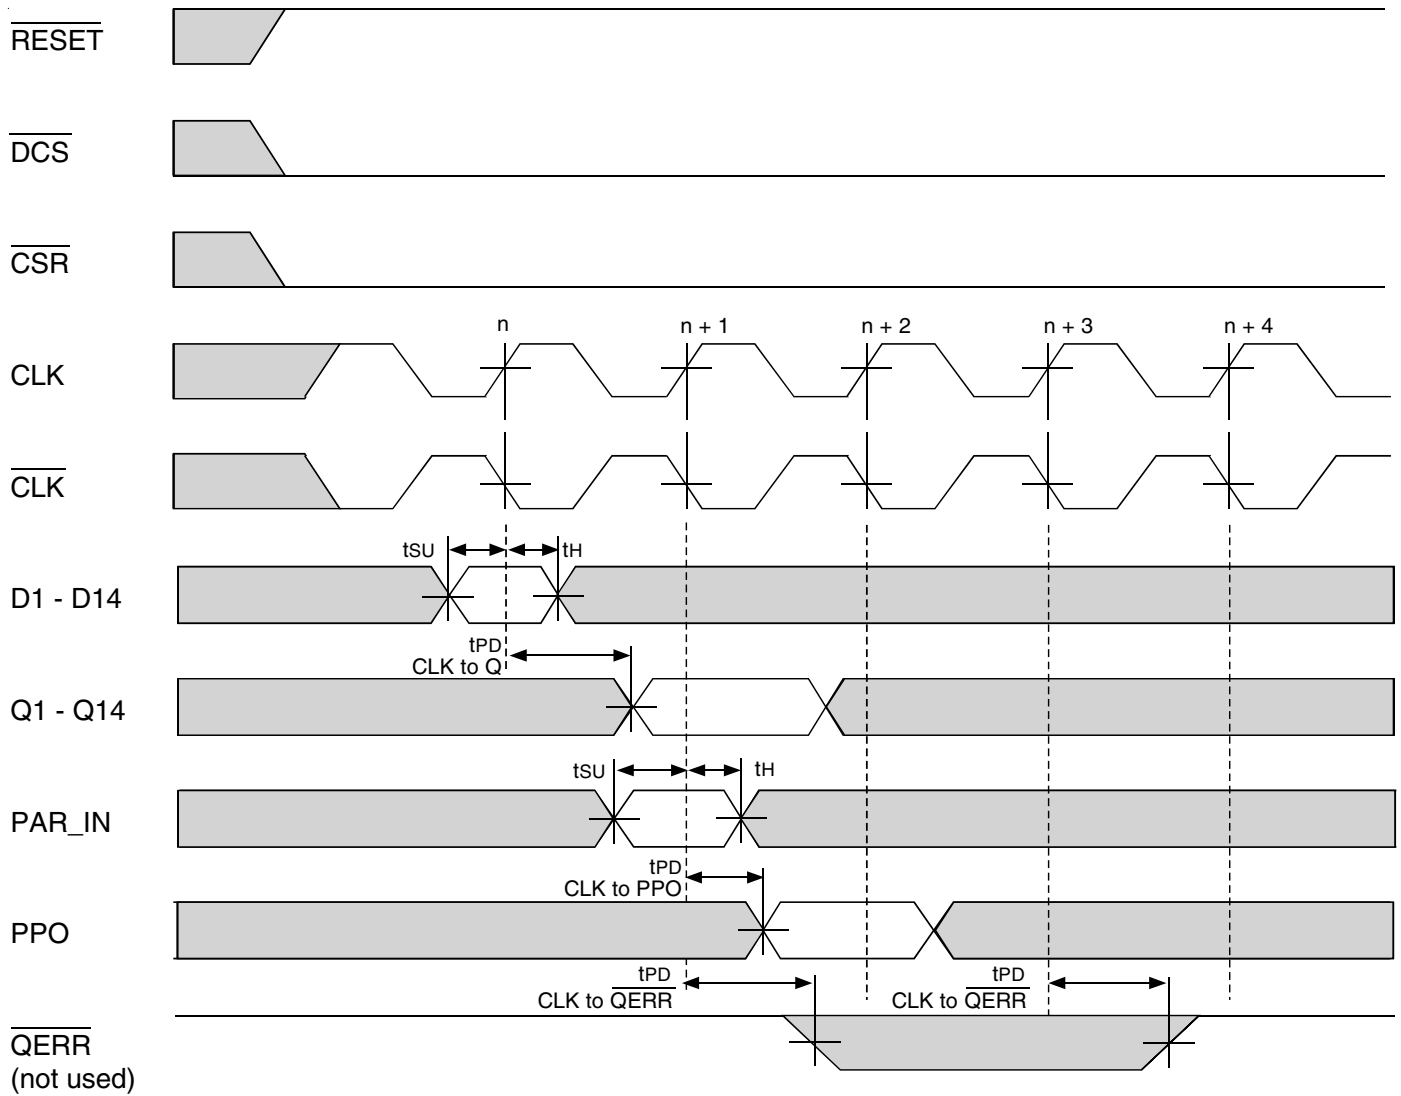 RESET
DCS
CSR
n n + 1 n + 2 n + 3 n + 4
CLK
CLK
tSU tH
D1 - D14
tPD
CLK to Q
Q1 - Q14
tSU tH
PAR_IN
tPD
CLK to PPO
PPO
tPD tPD
CLK to QERR CLK to QERR
QERR
(not used)